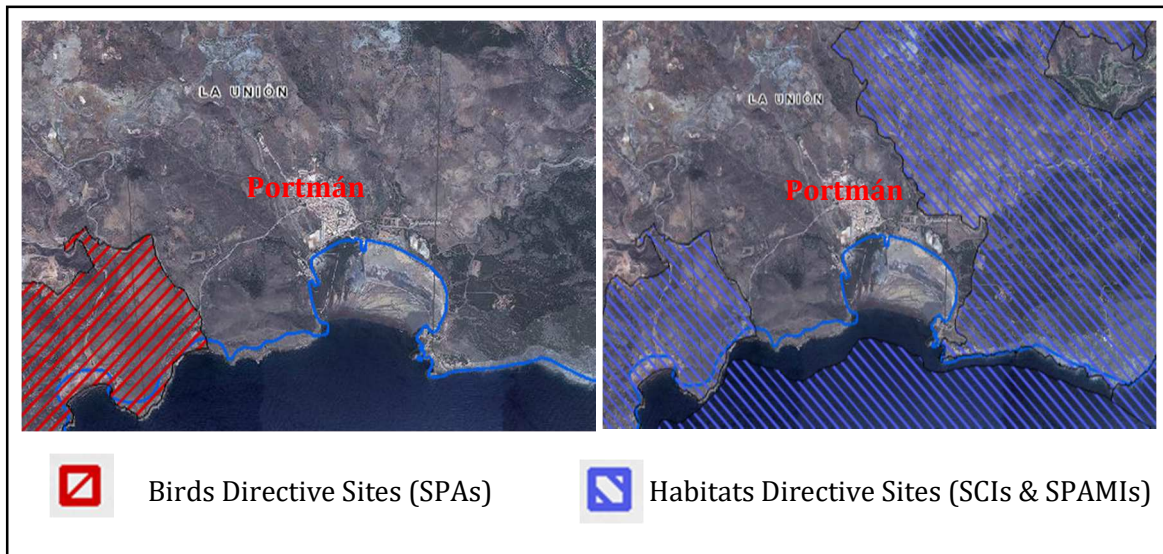 LA UNIÓN
Portmán
LA UNIÓN
Portmán
Birds Directive Sites (SPAs)
Habitats Directive Sites (SCIs & SPAMIs)